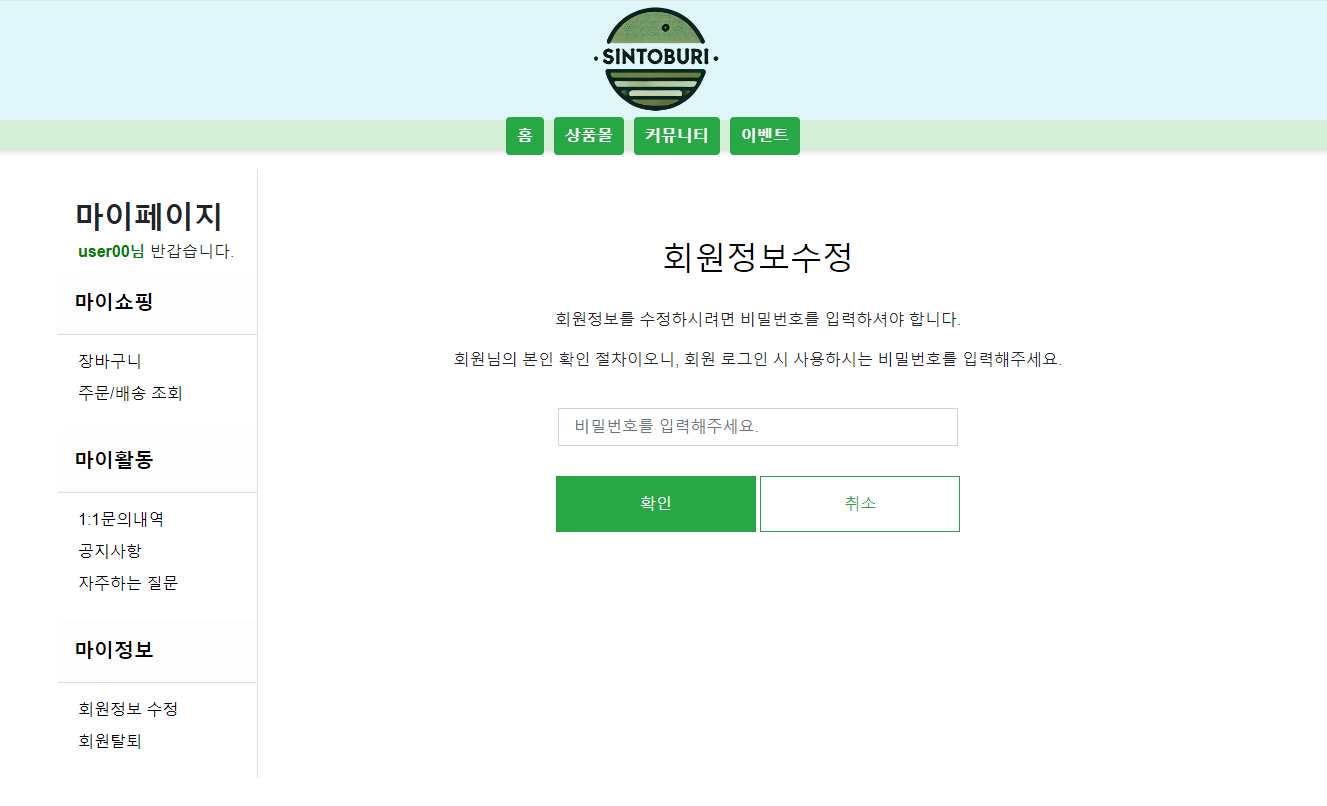 · SINTOBURI ·
홈 상품몰 커뮤니티 이벤트
마이페이지
user00님 반갑습니다.
마이쇼핑
장바구니
주문/배송 조회
마이활동
1:1문의내역
공지사항
자주하는 질문
마이정보
회원정보 수정
회원탈퇴
회원정보수정
회원정보를 수정하시려면 비밀번호를 입력하셔야 합니다.
회원님의 본인 확인 절차이오니, 회원 로그인 시 사용하시는 비밀번호를 입력해주세요.
비밀번호를 입력해주세요.
확인 취소